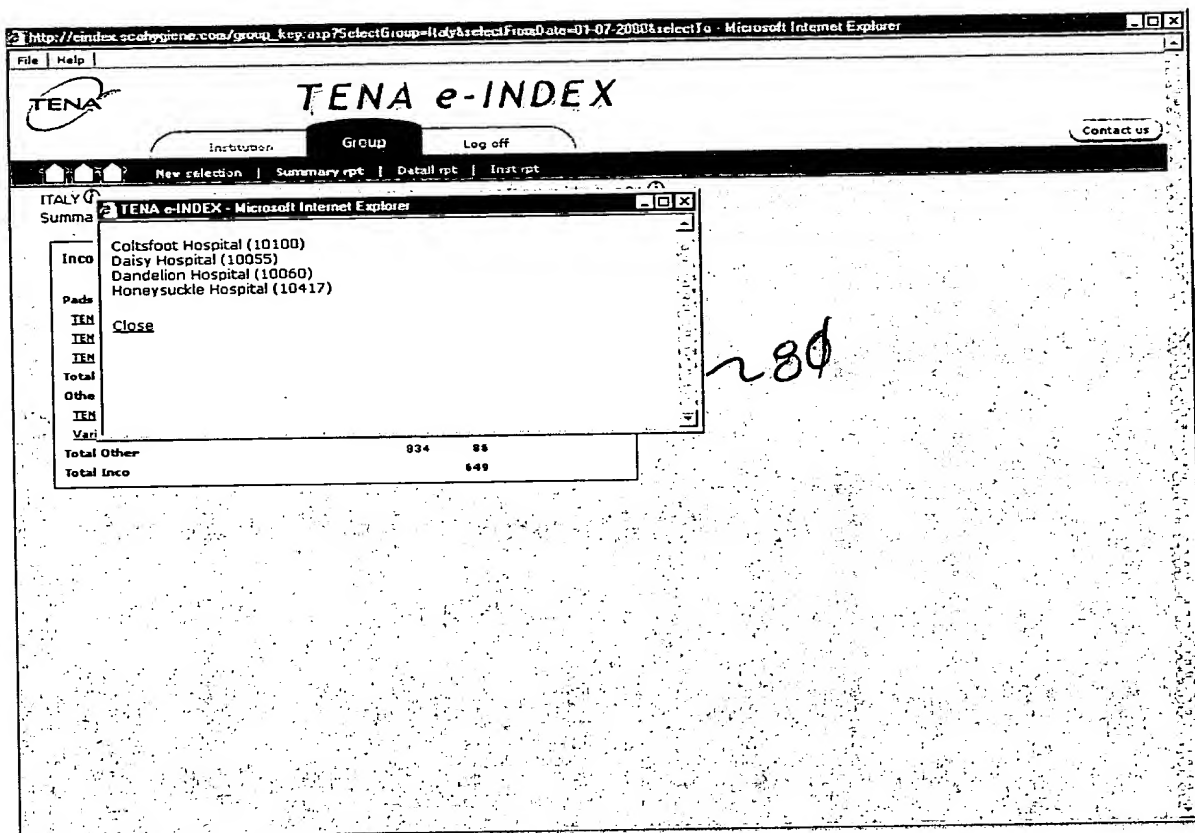 http://eindex.scahygiene.com/group_key.asp?SelectGroup=Italy&selectFromDate=01-07-2000&selectTo - Microsoft Internet Explorer
File | Help
TENA
TENA e-INDEX
Institution Group Log off
Contact us
New selection | Summary rpt | Detail rpt | Inst rpt
ITALY
Summa
TENA e-INDEX - Microsoft Internet Explorer
Coltsfoot Hospital (10100)
Daisy Hospital (10055)
Dandelion Hospital (10060)
Honeysuckle Hospital (10417)
Close
Inco
Pads
TEN
TEN
TEN
Total
Othe
TEN
Vari
Total Other 934 85
Total Inco 649
80